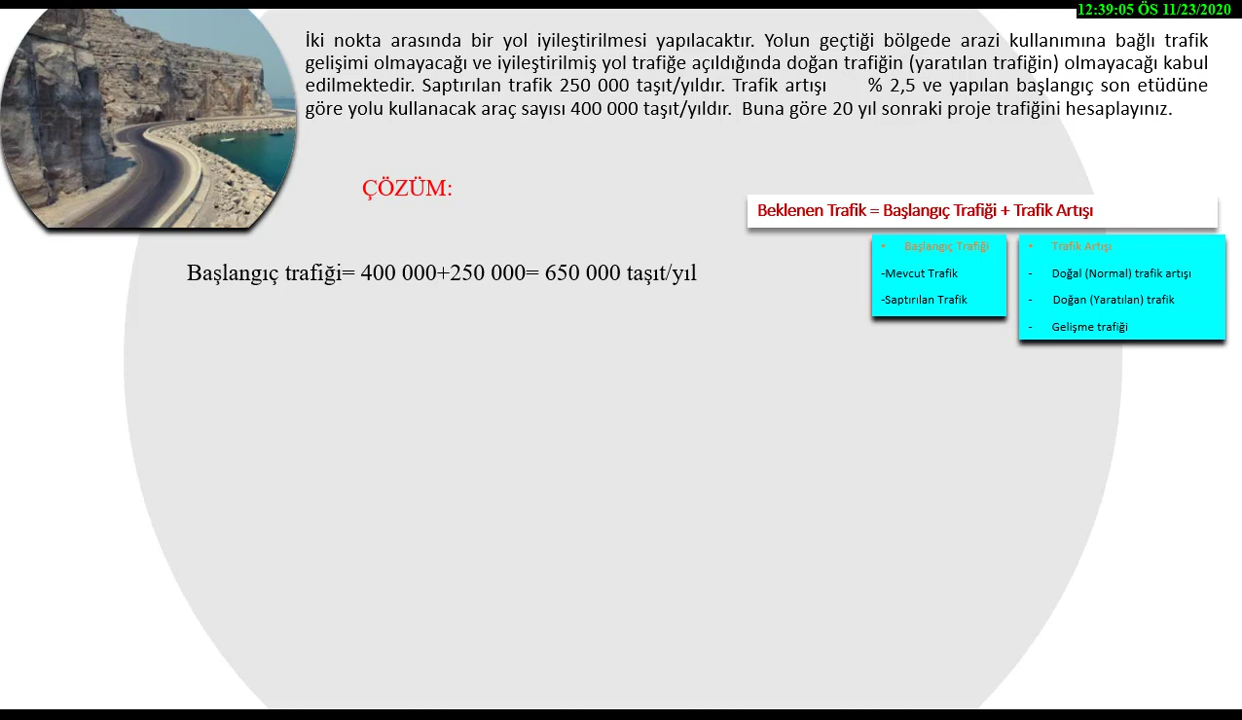 12:39:05 ÖS 11/23/2020
İki nokta arasında bir yol iyileştirilmesi yapılacaktır. Yolun geçtiği bölgede arazi kullanımına bağlı trafik
gelişimi olmayacağı ve iyileştirilmiş yol trafiğe açıldığında doğan trafiğin (yaratılan trafiğin) olmayacağı kabul
edilmektedir. Saptırılan trafik 250 000 taşıt/yıldır. Trafik artışı % 2,5 ve yapılan başlangıç son etüdüne
göre yolu kullanacak araç sayısı 400 000 taşıt/yıldır. Buna göre 20 yıl sonraki proje trafiğini hesaplayınız.
ÇÖZÜM:
Beklenen Trafik = Başlangıç Trafiği + Trafik Artışı
Başlangıç trafiği= 400 000+250 000= 650 000 taşıt/yıl
• Başlangıç Trafiği
-Mevcut Trafik
-Saptırılan Trafik
• Trafik Artışı
- Doğal (Normal) trafik artışı
- Doğan (Yaratılan) trafik
- Gelişme trafiği